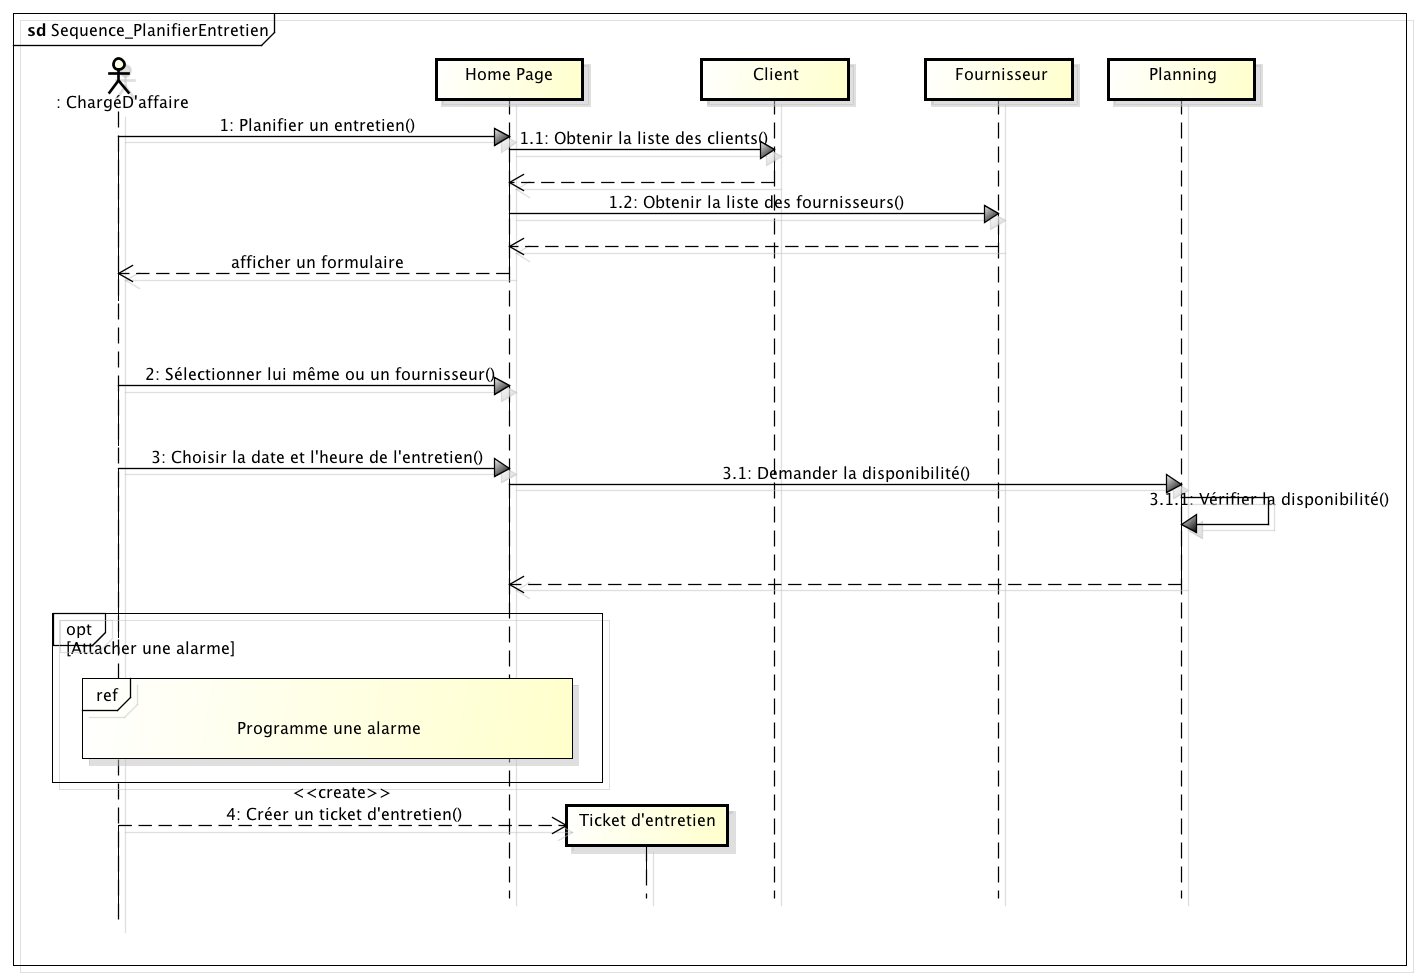 sd Sequence_PlanifierEntretien
: ChargéD'affaire
Home Page
Client
Fournisseur
Planning
1: Planifier un entretien()
1.1: Obtenir la liste des clients()
1.2: Obtenir la liste des fournisseurs()
afficher un formulaire
2: Sélectionner lui même ou un fournisseur()
3: Choisir la date et l'heure de l'entretien()
3.1: Demander la disponibilité()
3.1.1: Vérifier la disponibilité()
opt
[Attacher une alarme]
ref
Programme une alarme
<<create>>
4: Créer un ticket d'entretien()
Ticket d'entretien